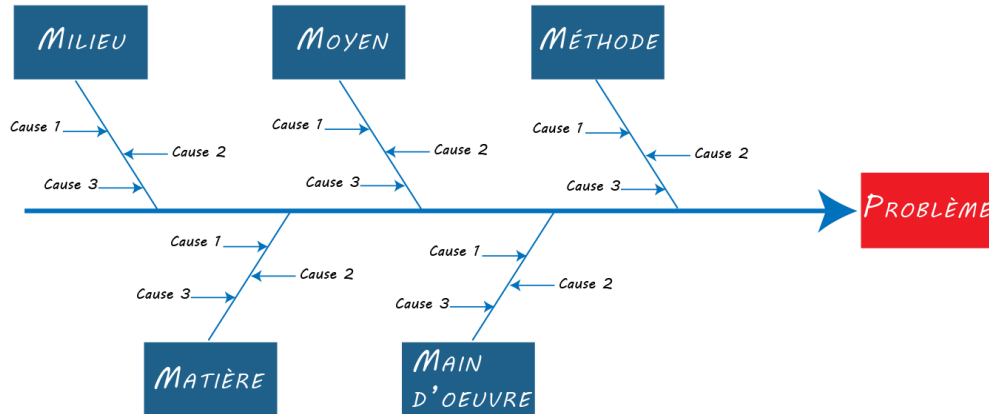 MILIEU
MOYEN
MÉTHODE
Cause 1
Cause 2
Cause 3
Cause 1
Cause 2
Cause 3
Cause 1
Cause 2
Cause 3
PROBLÈME
Cause 1
Cause 2
Cause 3
Cause 1
Cause 2
Cause 3
MATIÈRE
MAIN
D'OEUVRE